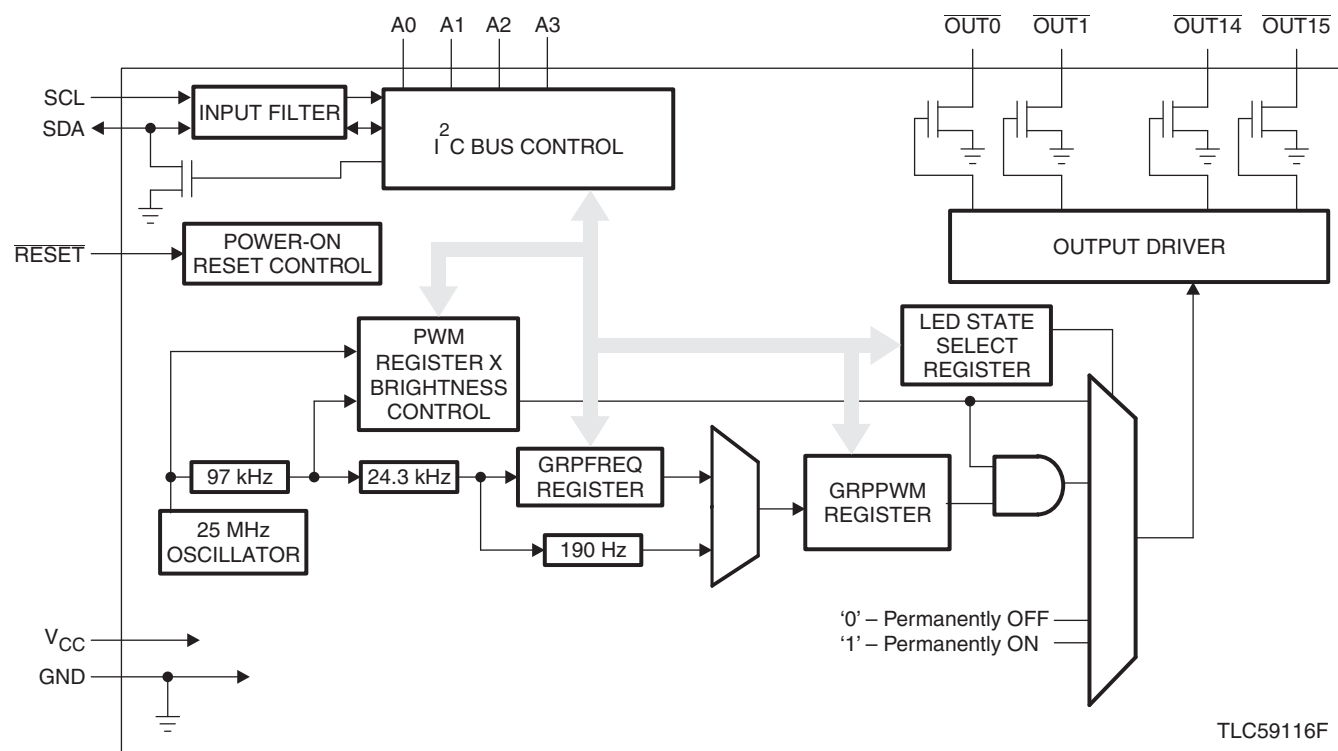 A0 A1 A2 A3
OUT0 OUT1 OUT14 OUT15
SCL
SDA
INPUT FILTER
I2C BUS CONTROL
RESET
POWER-ON
RESET CONTROL
OUTPUT DRIVER
PWM
REGISTER X
BRIGHTNESS
CONTROL
LED STATE
SELECT
REGISTER
97 kHz
24.3 kHz
GRPFREQ
REGISTER
GRPPWM
REGISTER
25 MHz
OSCILLATOR
190 Hz
'0' – Permanently OFF
'1' – Permanently ON
VCC
GND
TLC59116F